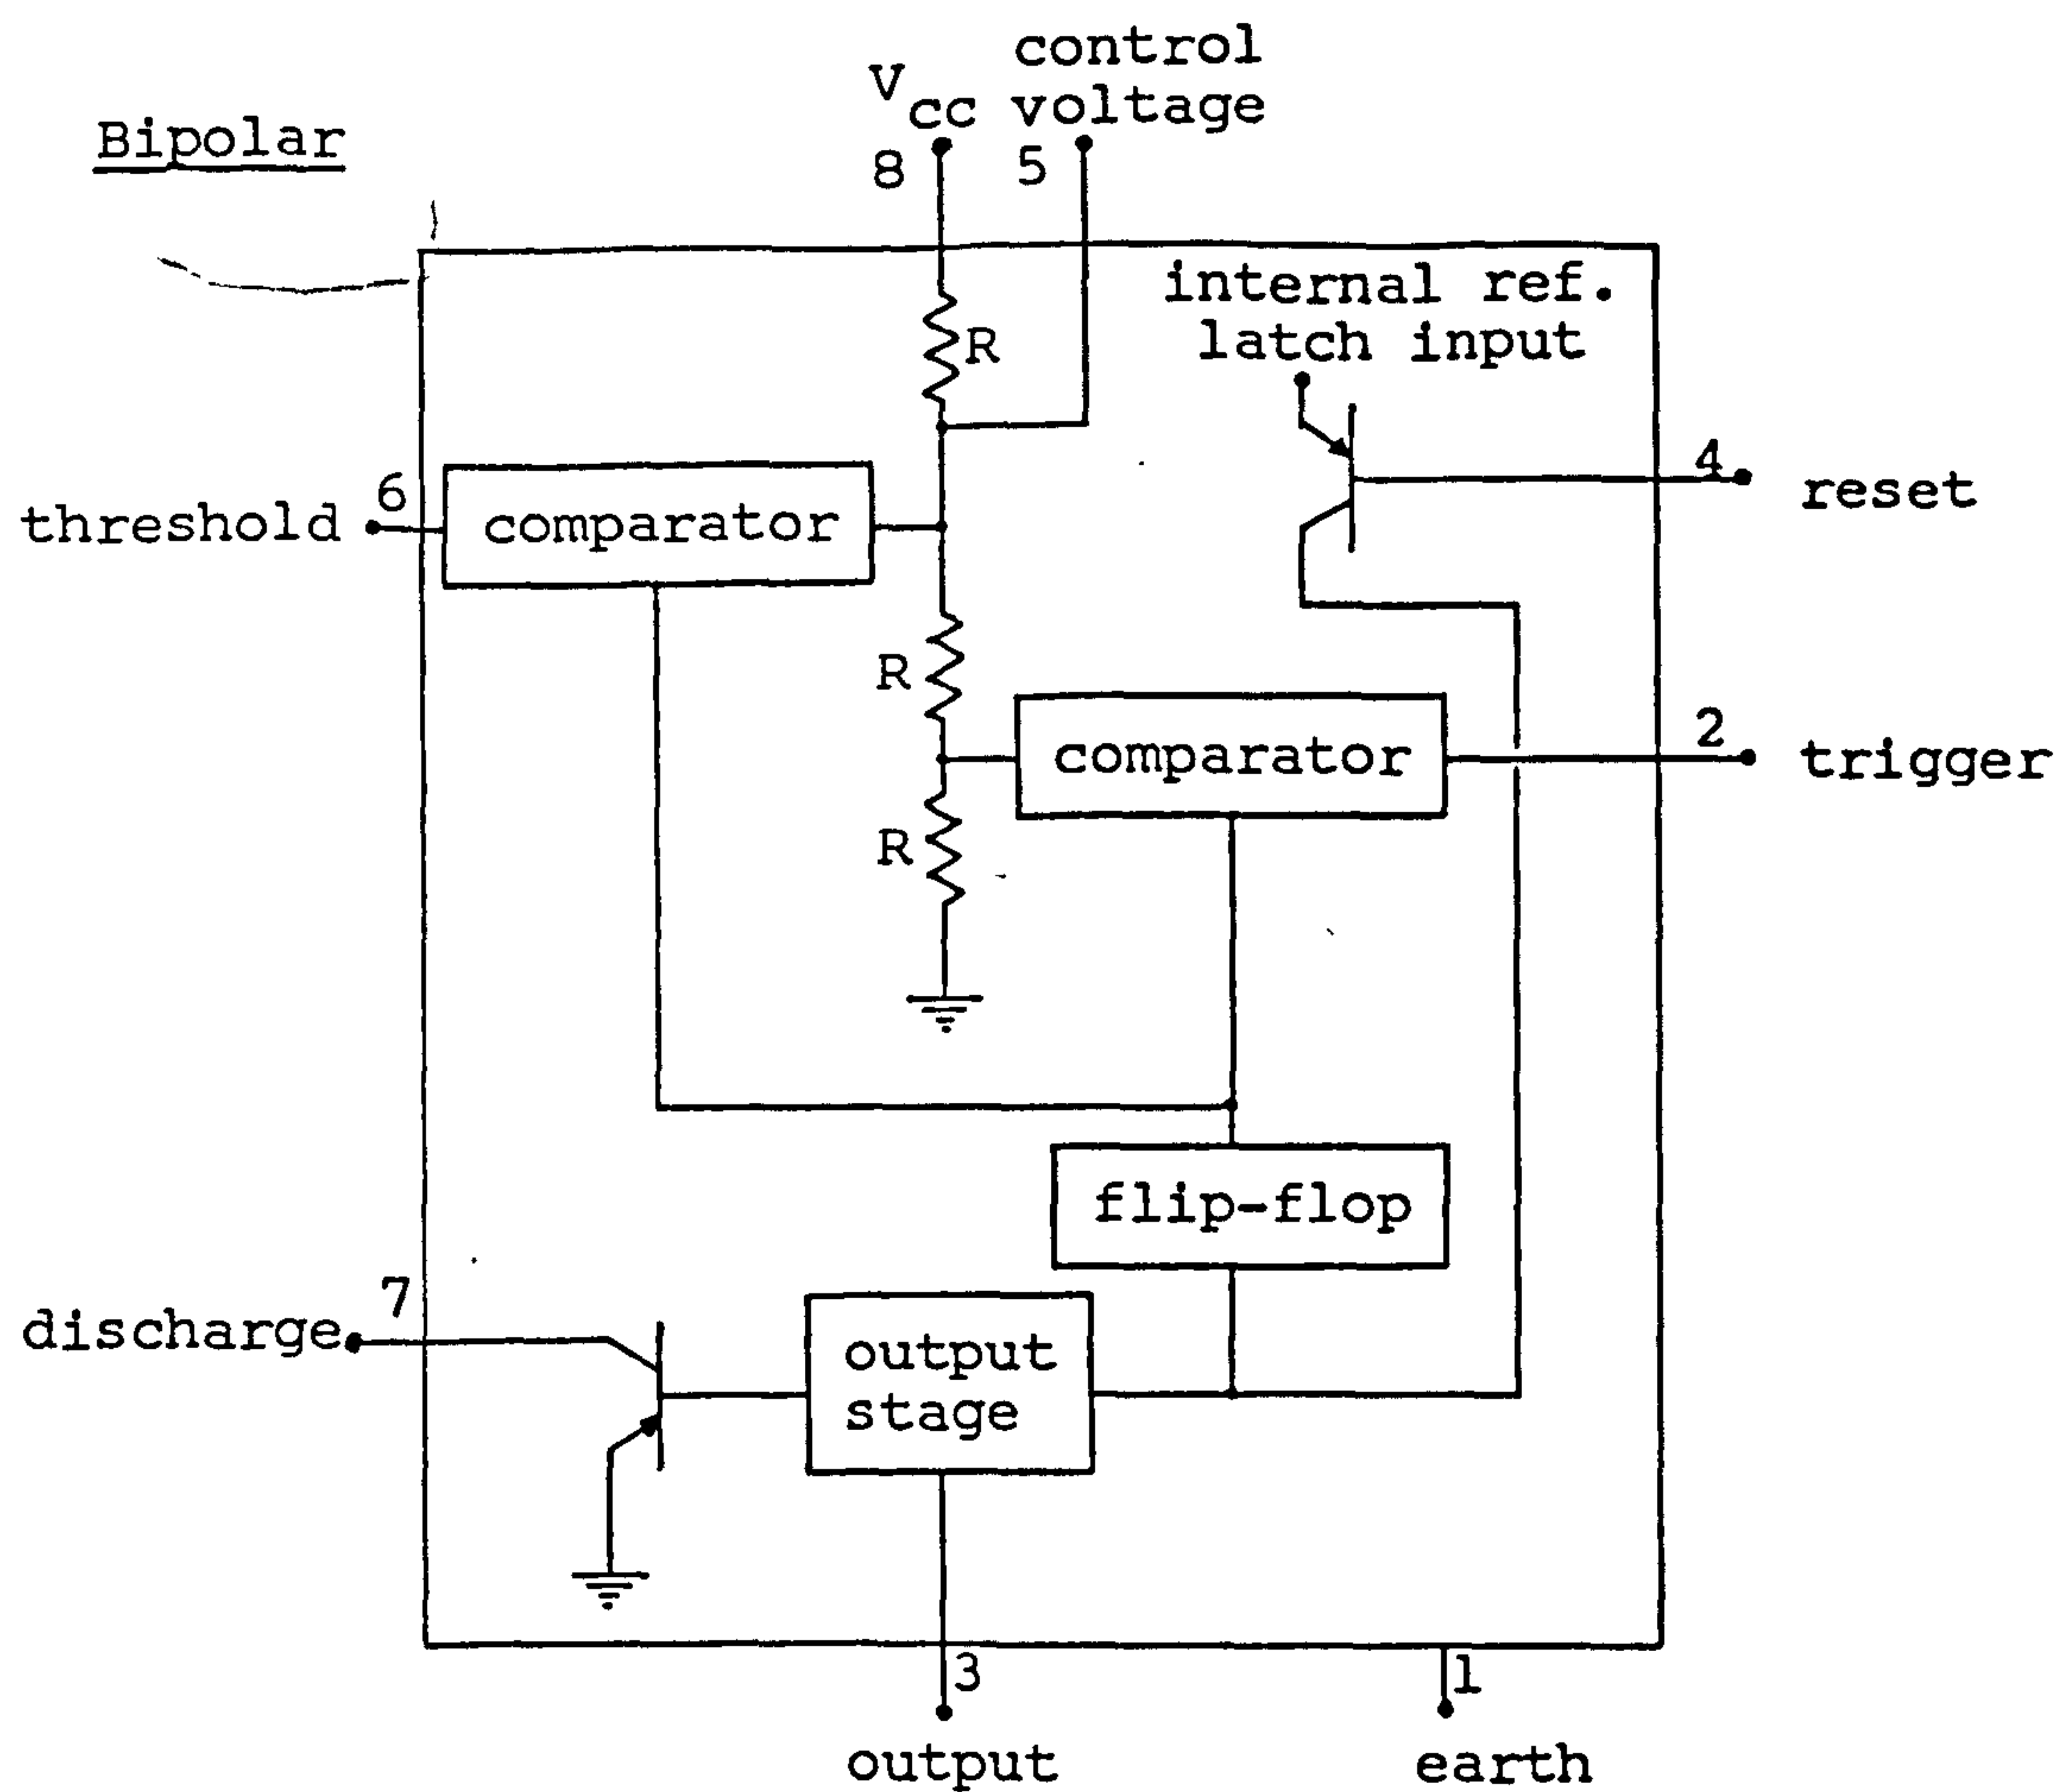 control
V
CC voltage
Bipolar
8
5
internal ref.
latch input
R
4
reset
6
threshold
comparator
R
2
comparator
trigger
R
flip-flop
7
discharge
output
stage
3
1
output
earth